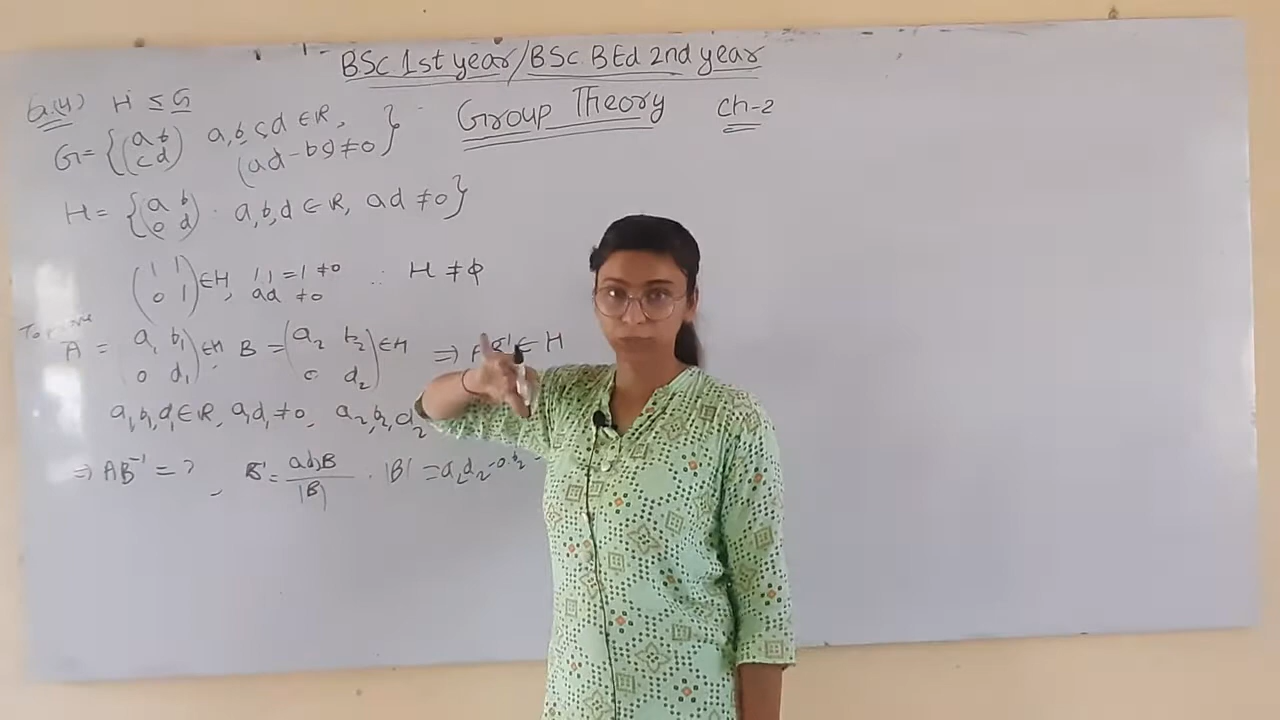 BSc 1st year/BSc BEd 2nd year
Group Theory Ch-2
Q.(4) H ≤ G
G = {(a b
c d) a,b,c,d ∈ R,
(ad-bc) ≠ 0}
H = {(a b
0 d) : a,b,d ∈ R, ad ≠ 0}
(1 1
0 1) ∈ H, 1.1 = 1 ≠ 0 ∴ H ≠ φ
ad ≠ 0
To prove
A = (a₁ b₁
0 d₁) ∈ H, B = (a₂ b₂
0 d₂) ∈ H ⇒ AB⁻¹ ∈ H
a₁,b₁,d₁ ∈ R, a₁d₁ ≠ 0, a₂,b₂,d₂
⇒ AB⁻¹ = ? , B⁻¹ = adjB/|B| . |B| = a₂d₂-0.b₂